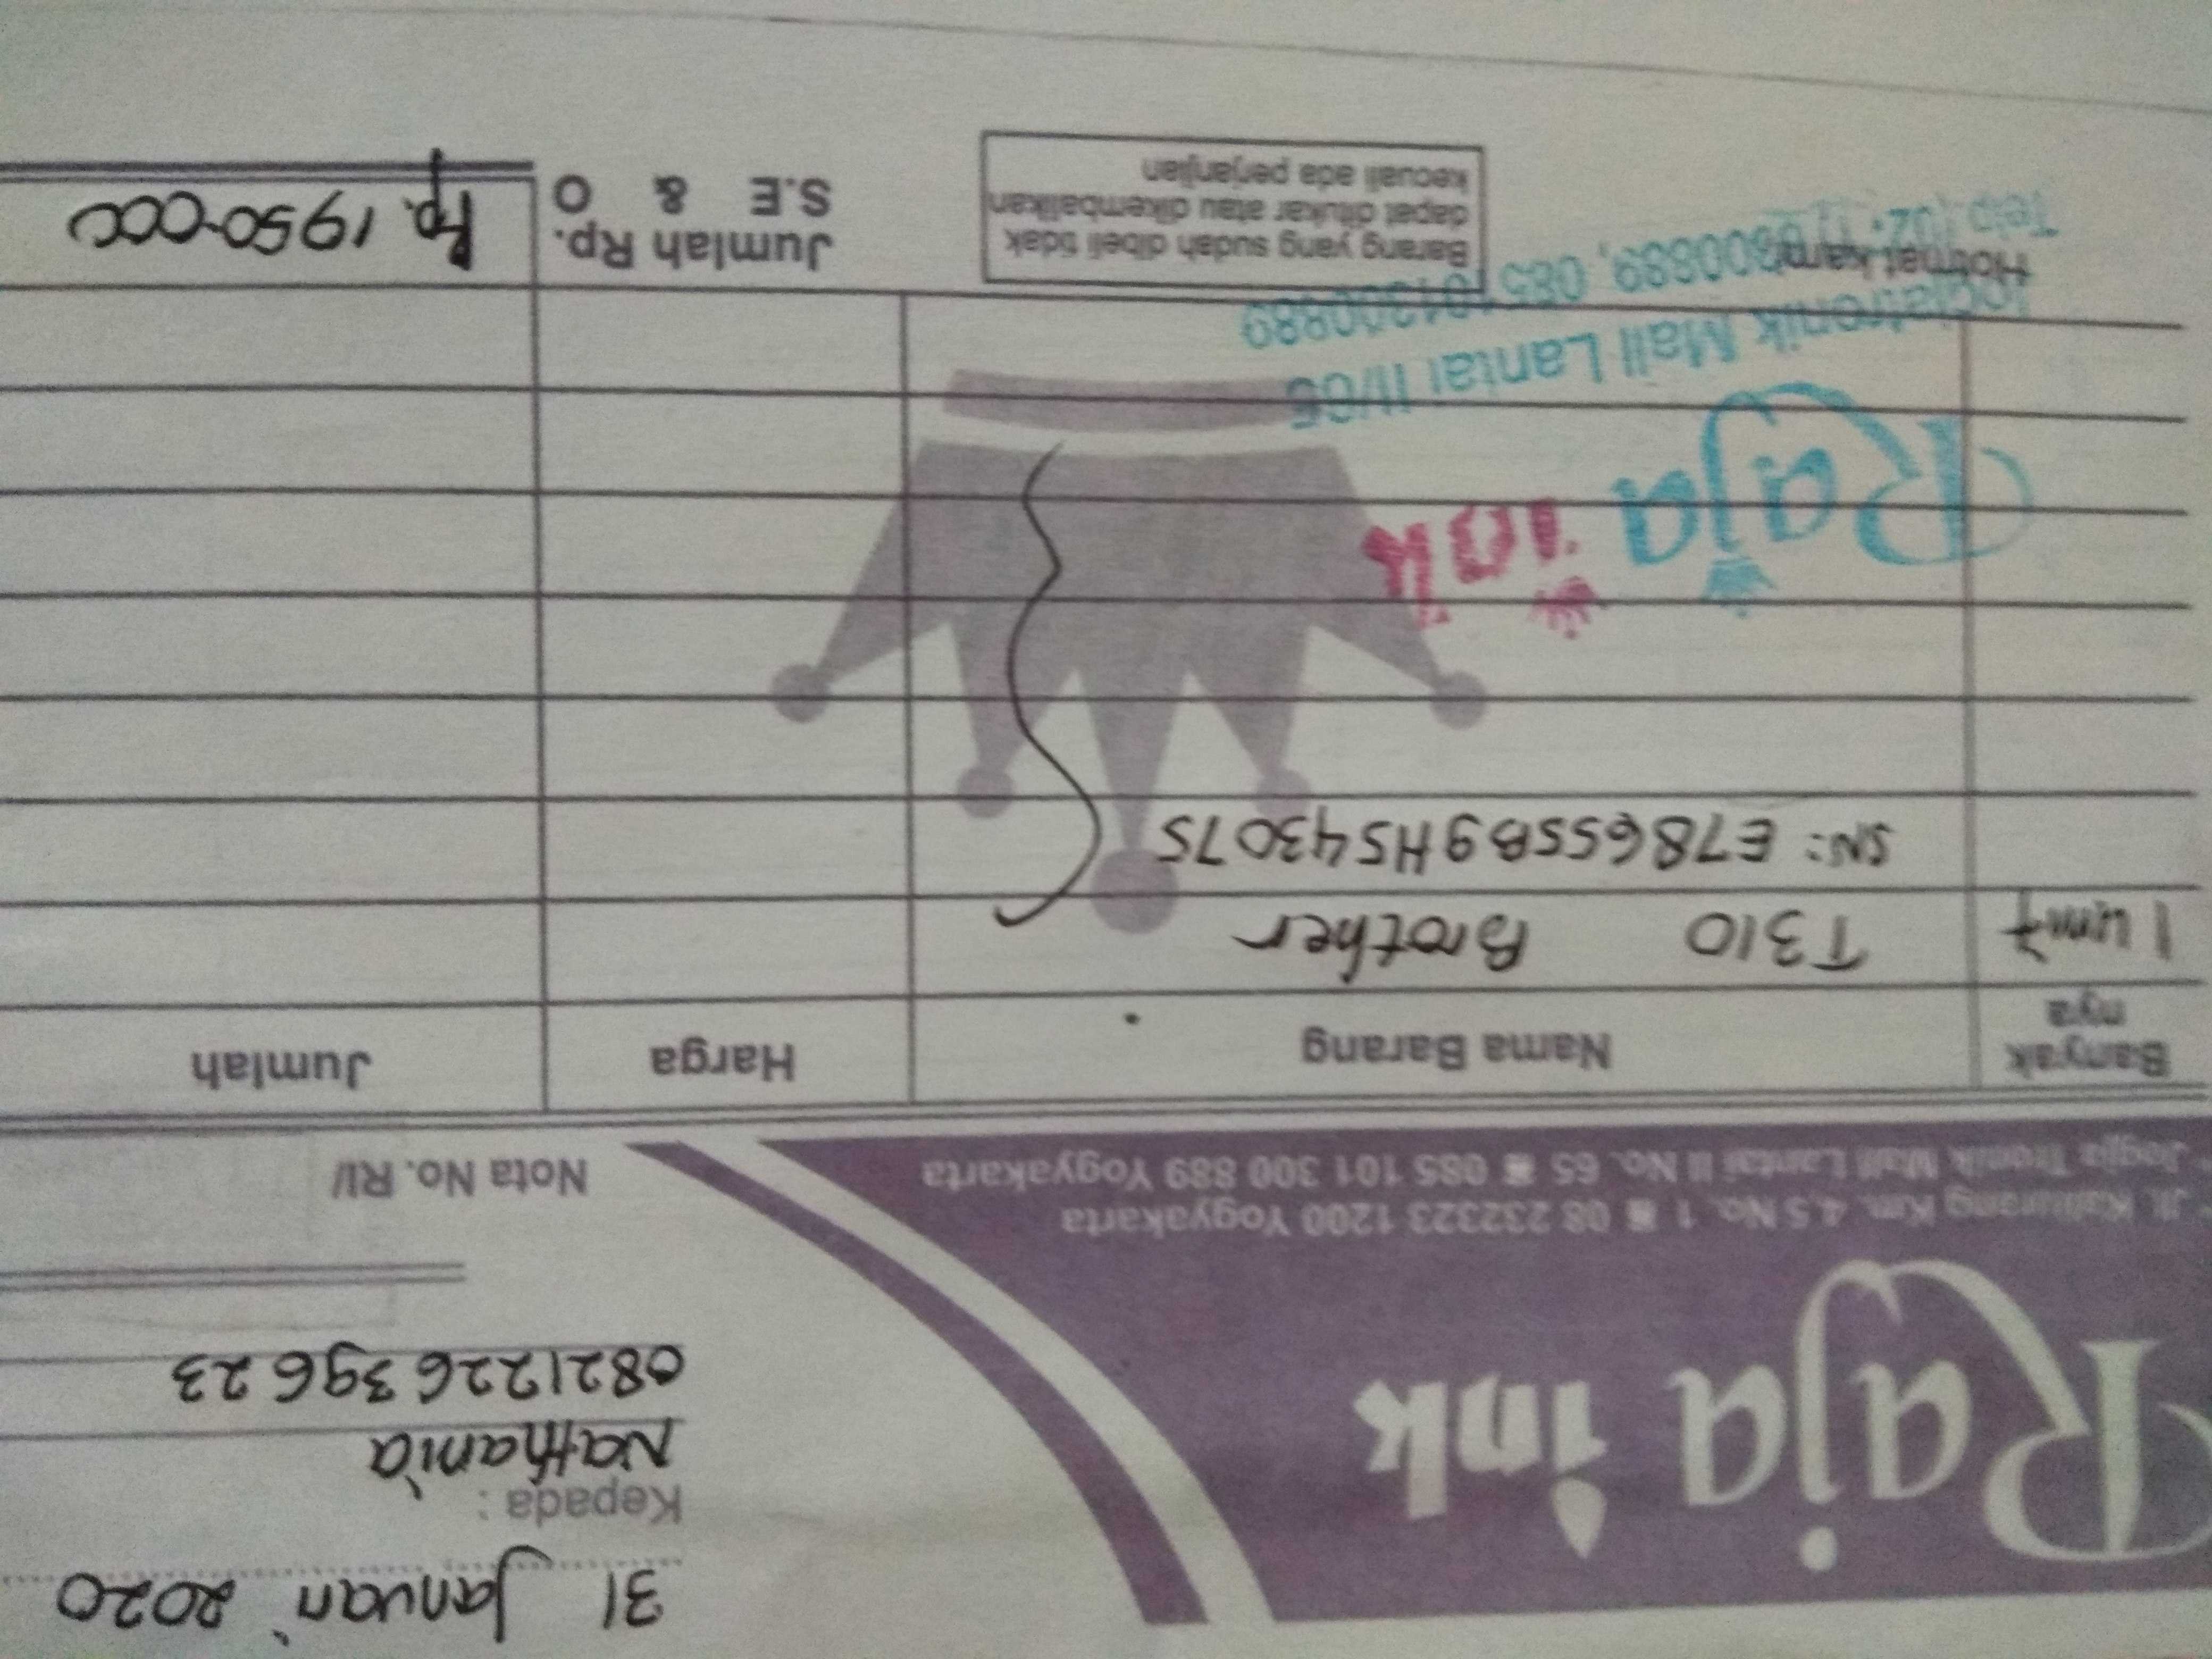 Raja ink
Jl. Kaliurang Km. 4,5 No. 1 08 232323 1200 Yogyakarta
Jogja Tronik Mall Lantai II No. 65 085 101 300 889 Yogyakarta
31 Januari 2020
Kepada :
Nathania
082122639623
Nota No. RI/
Banyak nya Nama Barang Harga Jumlah
1 unit T310 Brother
SN: E78655B9H543075
Raja ink
Jogjatronik Mall Lantai II/65
Hormat kami
Barang yang sudah dibeli tidak
dapat ditukar atau dikembalikan
kecuali ada perjanjian
Jumlah Rp. Rp. 1950.000
S.E & O